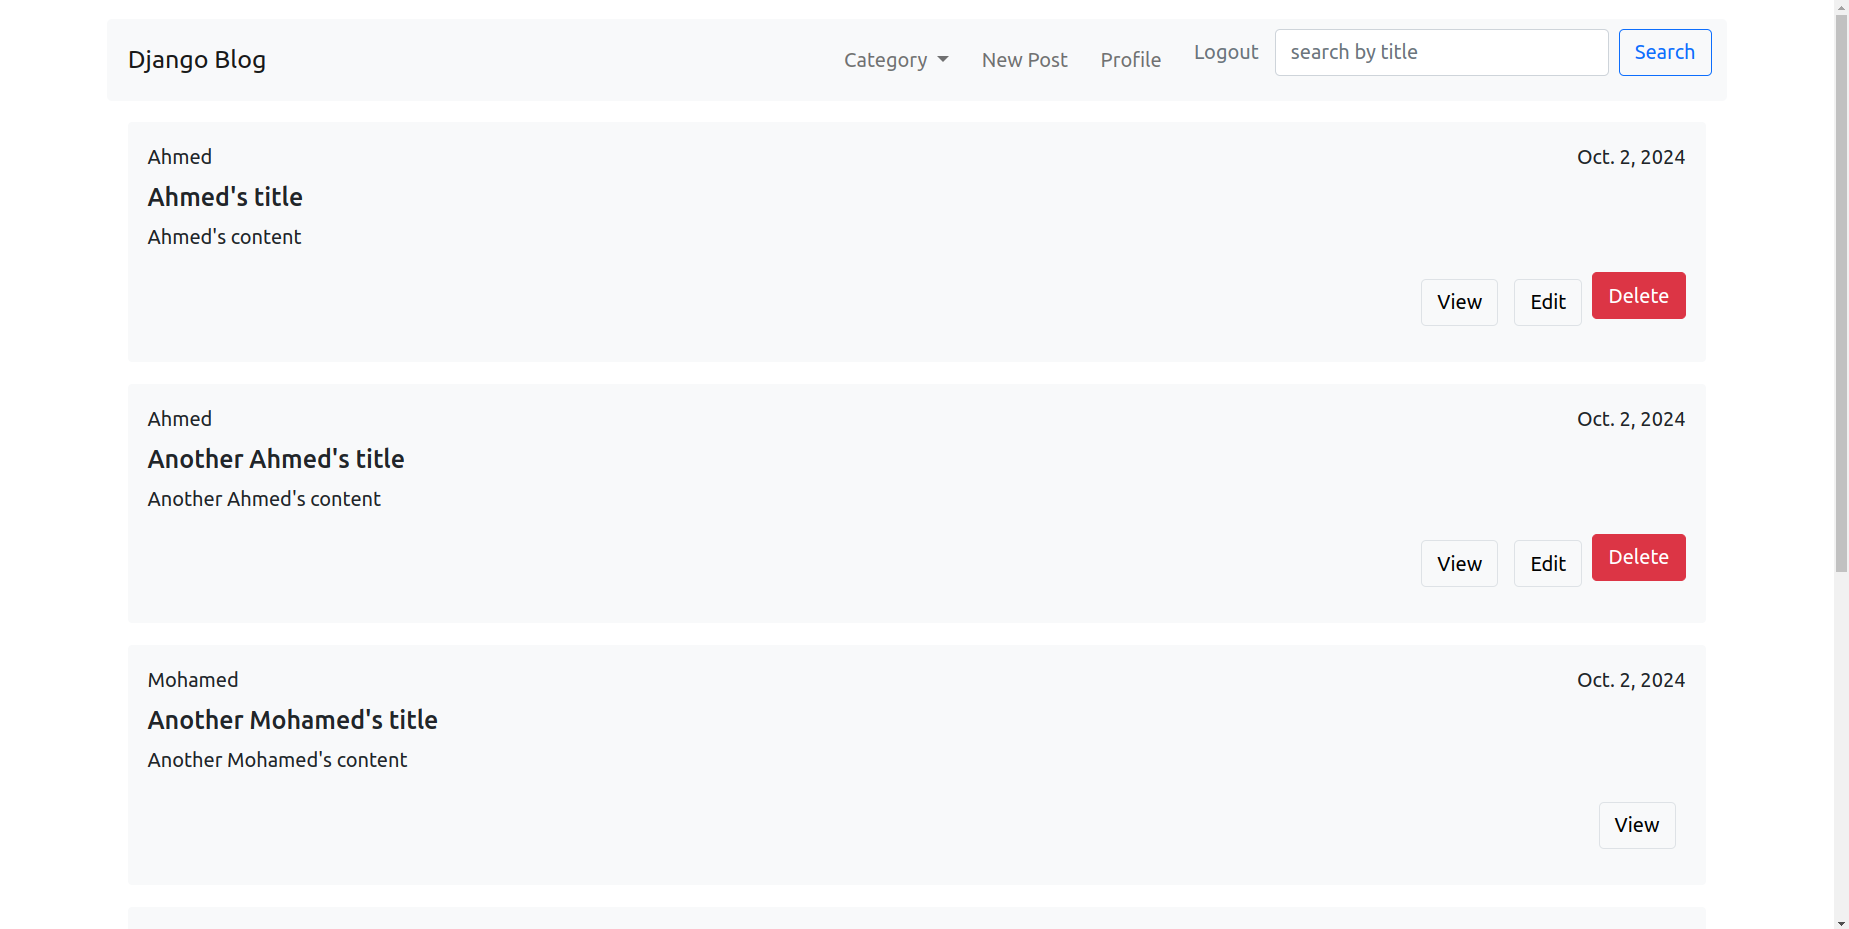 Django Blog Category New Post Profile Logout search by title Search
Ahmed Oct. 2, 2024
Ahmed's title
Ahmed's content
View Edit Delete
Ahmed Oct. 2, 2024
Another Ahmed's title
Another Ahmed's content
View Edit Delete
Mohamed Oct. 2, 2024
Another Mohamed's title
Another Mohamed's content
View